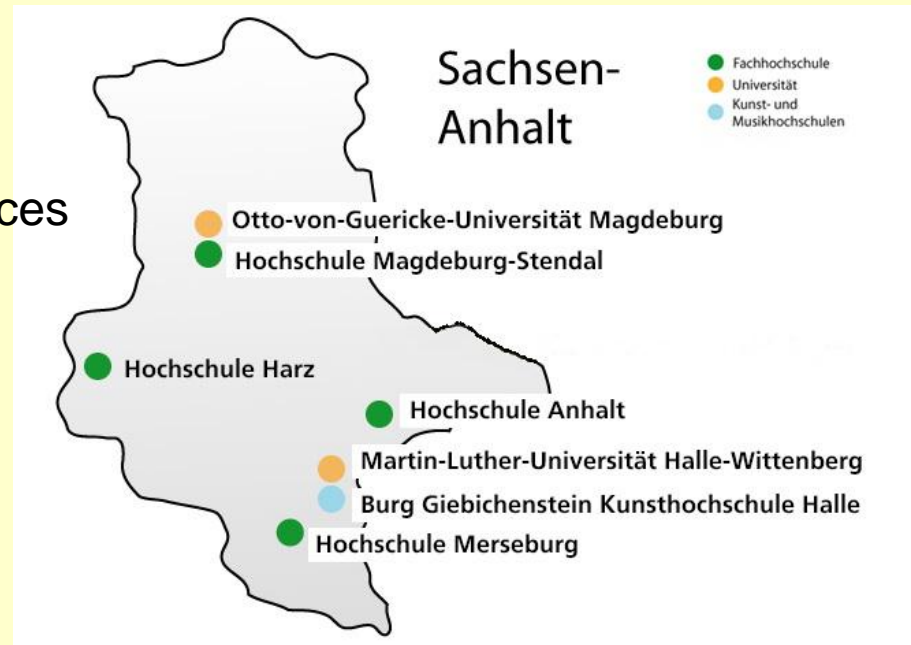 Sachsen-
Anhalt
Fachhochschule
Universität
Kunst- und
Musikhochschulen
ces
Otto-von-Guericke-Universität Magdeburg
Hochschule Magdeburg-Stendal
Hochschule Harz
Hochschule Anhalt
Martin-Luther-Universität Halle-Wittenberg
Burg Giebichenstein Kunsthochschule Halle
Hochschule Merseburg